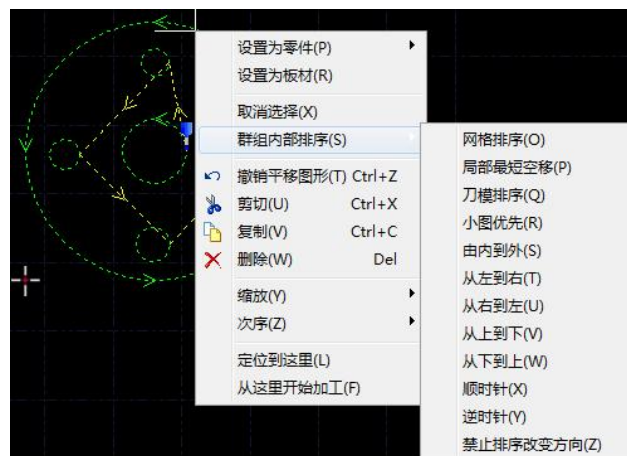 设置为零件(P)
设置为板材(R)
取消选择(X)
群组内部排序(S)
撤销平移图形(T) Ctrl+Z
剪切(U) Ctrl+X
复制(V) Ctrl+C
删除(W) Del
缩放(Y)
次序(Z)
定位到这里(L)
从这里开始加工(F)
网格排序(O)
局部最短空移(P)
刀模排序(Q)
小图优先(R)
由内到外(S)
从左到右(T)
从右到左(U)
从上到下(V)
从下到上(W)
顺时针(X)
逆时针(Y)
禁止排序改变方向(Z)